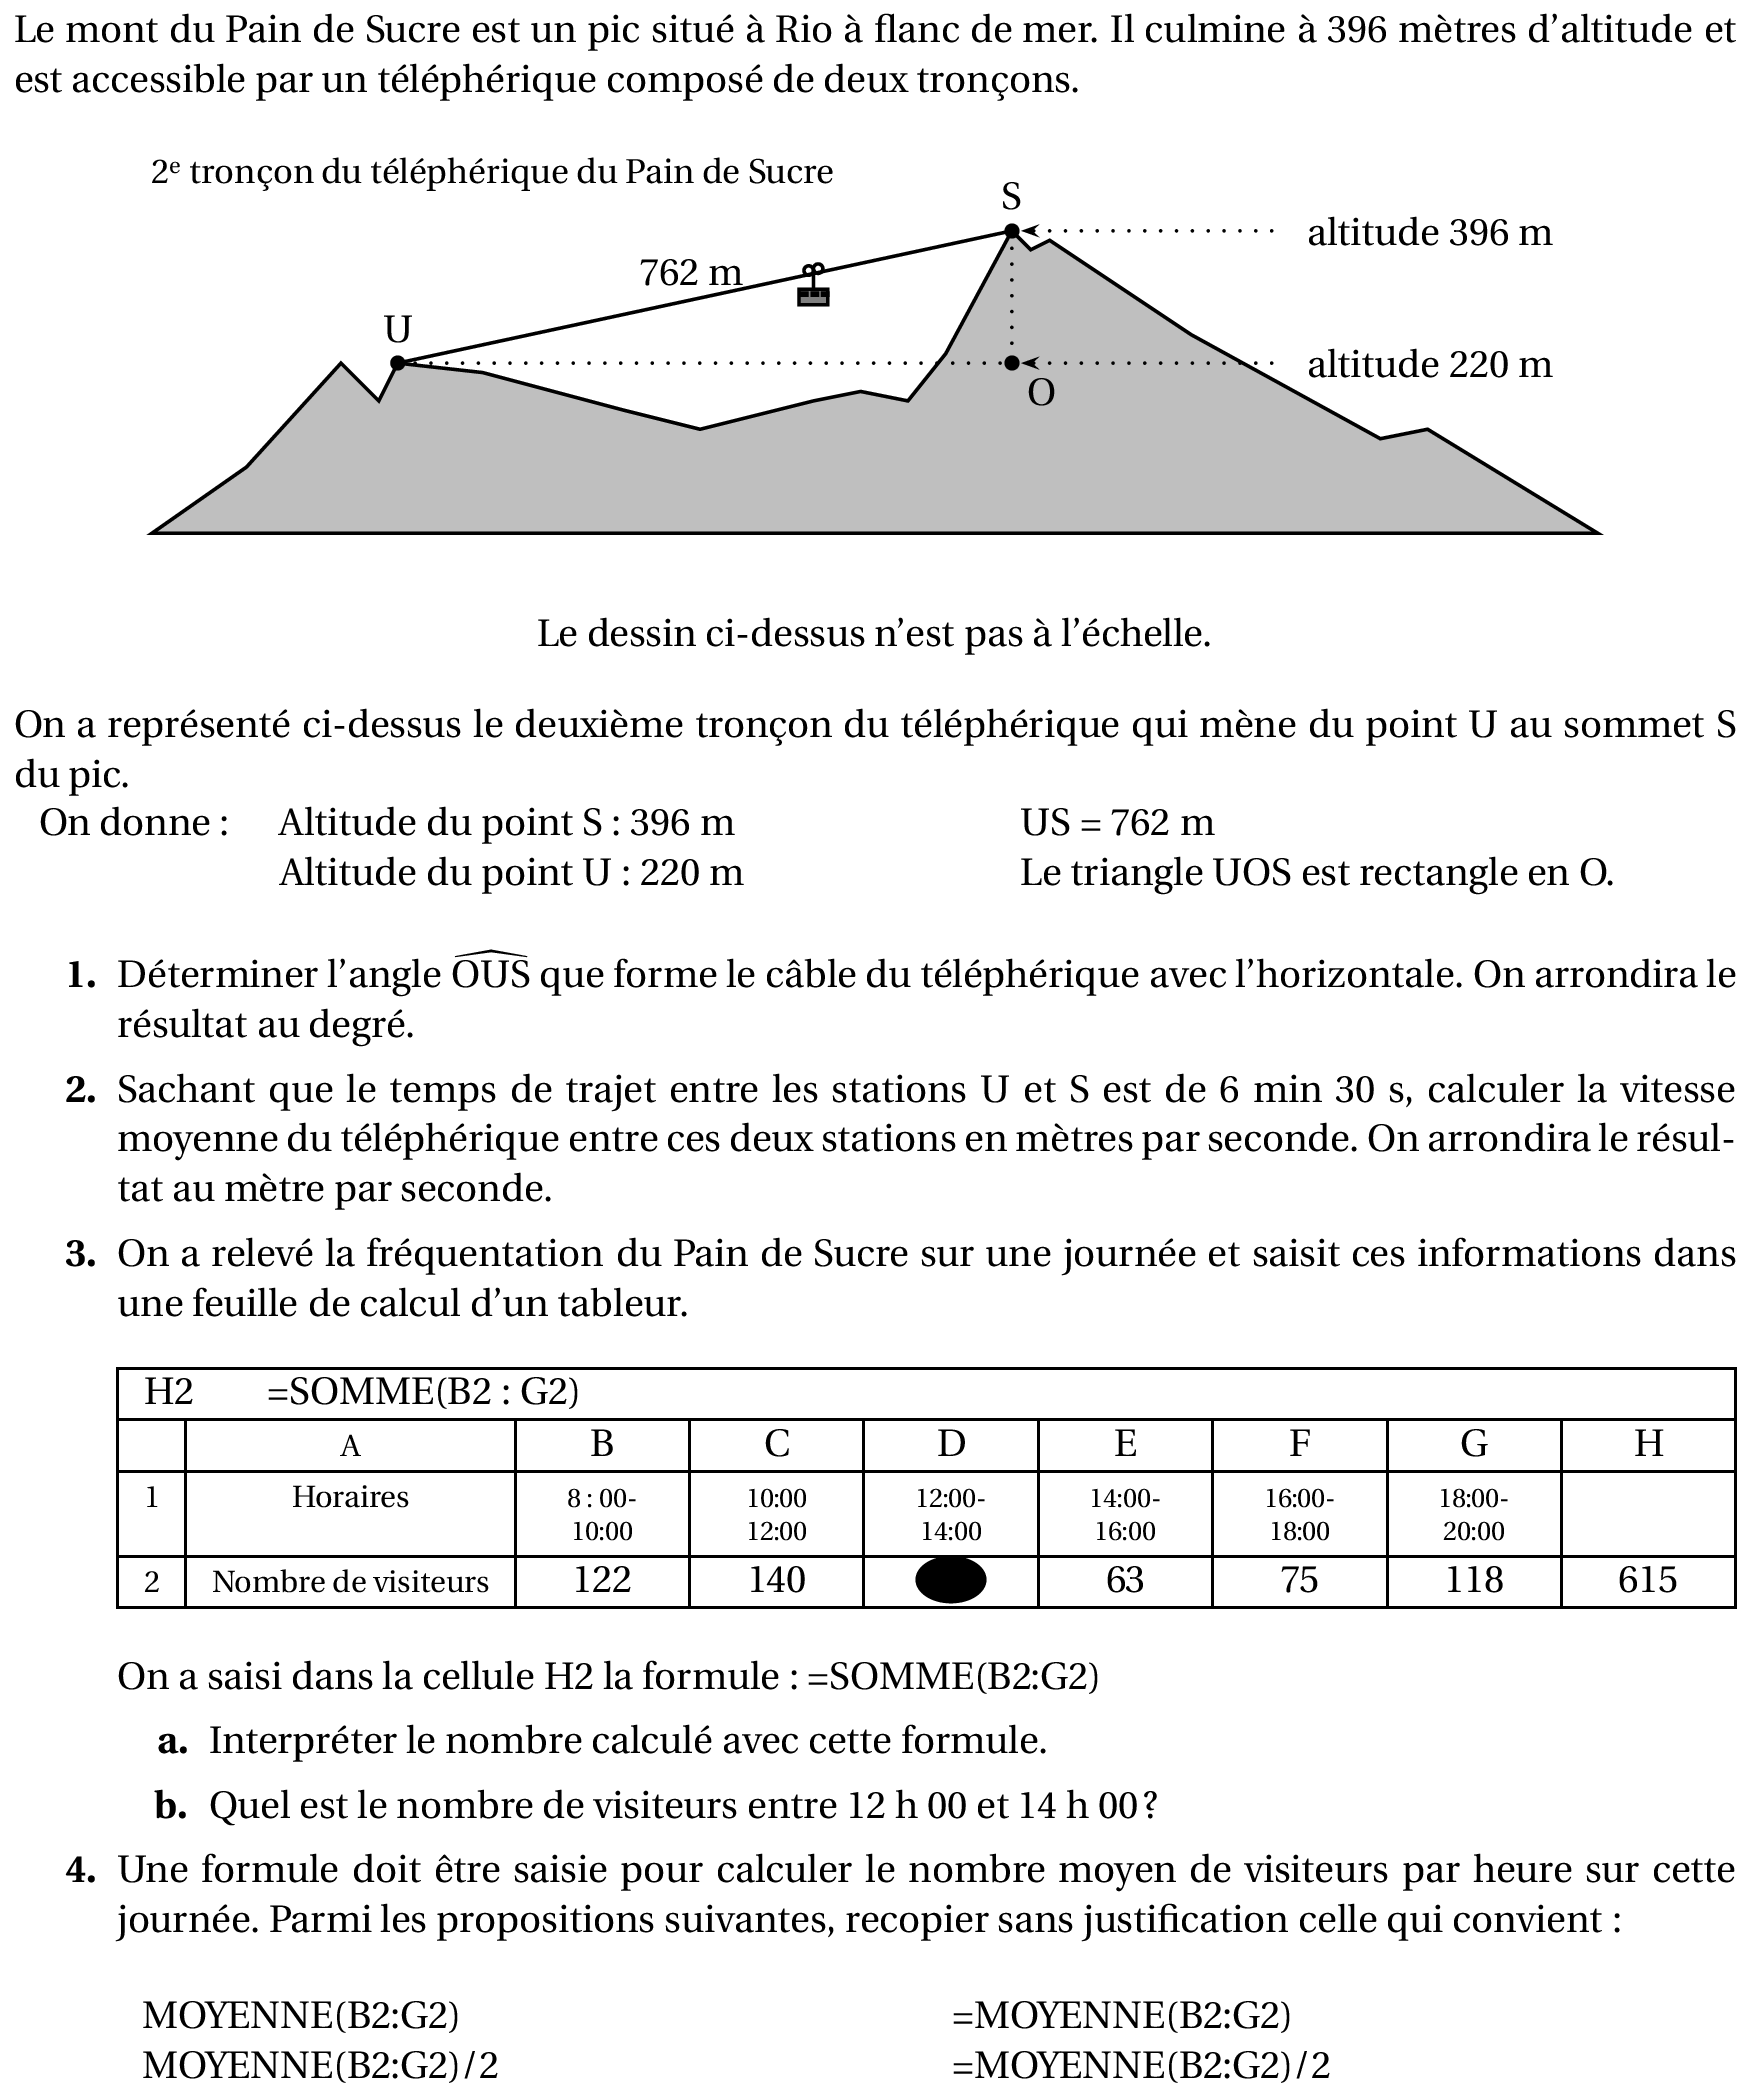 Le mont du Pain de Sucre est un pic situé à Rio à flanc de mer. Il culmine à 396 mètres d’altitude et
est accessible par un téléphérique composé de deux tronçons.
2e tronçon du téléphérique du Pain de Sucre
S
altitude 396 m
762 m
U
altitude 220 m
O
Le dessin ci-dessus n’est pas à l’échelle.
On a représenté ci-dessus le deuxième tronçon du téléphérique qui mène du point U au sommet S
du pic.
On donne : Altitude du point S : 396 m US = 762 m
Altitude du point U : 220 m Le triangle UOS est rectangle en O.
1. Déterminer l’angle OUS que forme le câble du téléphérique avec l’horizontale. On arrondira le
résultat au degré.
2. Sachant que le temps de trajet entre les stations U et S est de 6 min 30 s, calculer la vitesse
moyenne du téléphérique entre ces deux stations en mètres par seconde. On arrondira le résul-
tat au mètre par seconde.
3. On a relevé la fréquentation du Pain de Sucre sur une journée et saisit ces informations dans
une feuille de calcul d’un tableur.
H2 =SOMME(B2 : G2)
A B C D E F G H
1 Horaires 8 : 00- 10:00 12:00- 14:00- 16:00- 18:00-
10:00 12:00 14:00 16:00 18:00 20:00
2 Nombre de visiteurs 122 140 63 75 118 615
On a saisi dans la cellule H2 la formule : =SOMME(B2:G2)
a. Interpréter le nombre calculé avec cette formule.
b. Quel est le nombre de visiteurs entre 12 h 00 et 14 h 00 ?
4. Une formule doit être saisie pour calculer le nombre moyen de visiteurs par heure sur cette
journée. Parmi les propositions suivantes, recopier sans justification celle qui convient :
MOYENNE(B2:G2) =MOYENNE(B2:G2)
MOYENNE(B2:G2)/2 =MOYENNE(B2:G2)/2